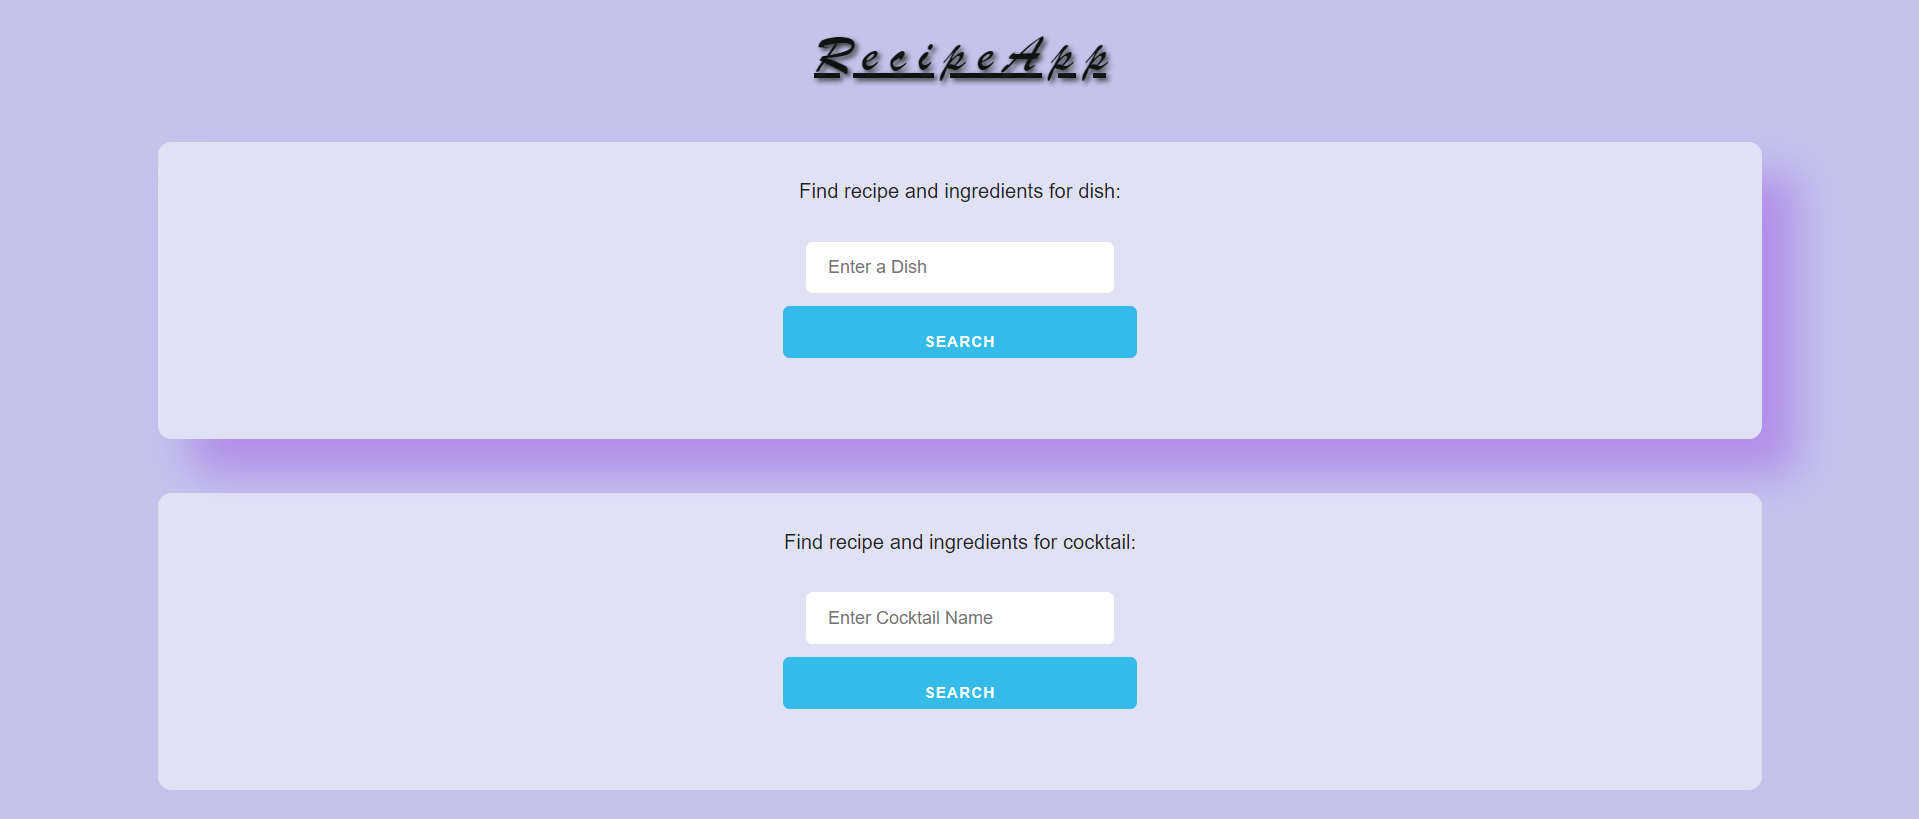 RecipeApp
Find recipe and ingredients for dish:
Enter a Dish
SEARCH
Find recipe and ingredients for cocktail:
Enter Cocktail Name
SEARCH